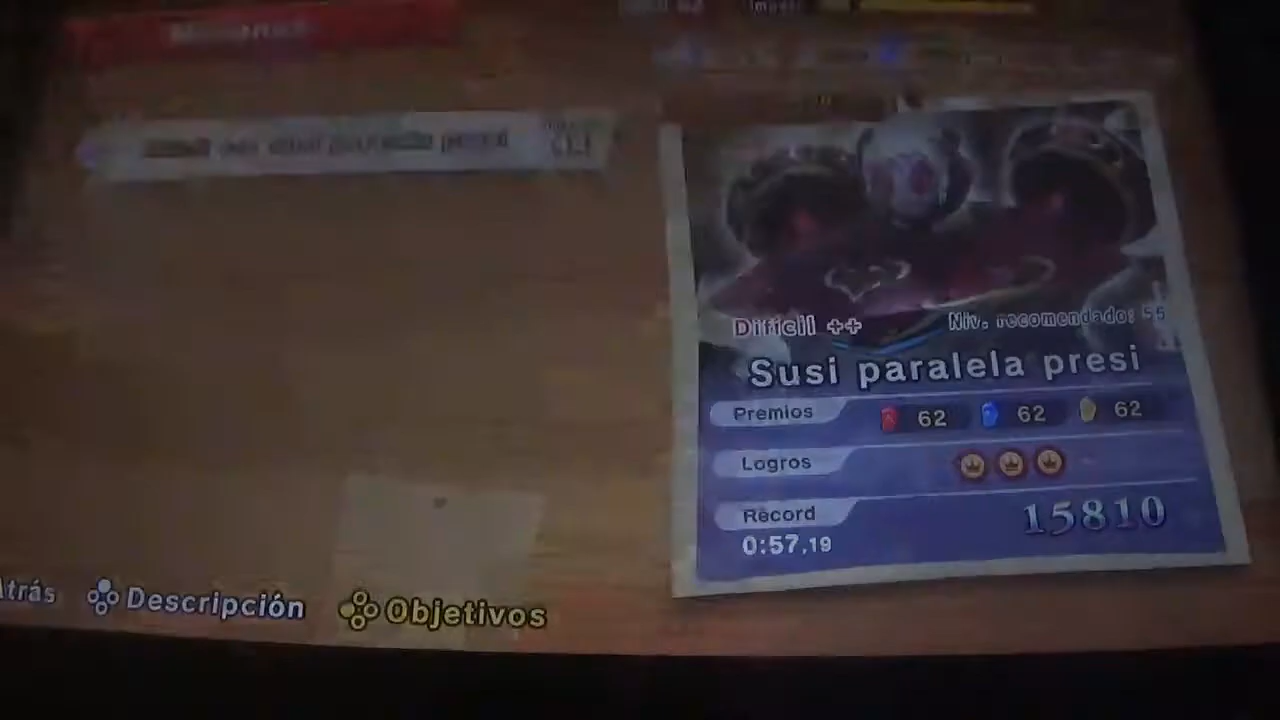 Difícil ++
Niv. recomendado: 55
Susi paralela presi
Premios 62 62 62
Logros
Récord 15810
0:57.19
Atrás Descripción Objetivos